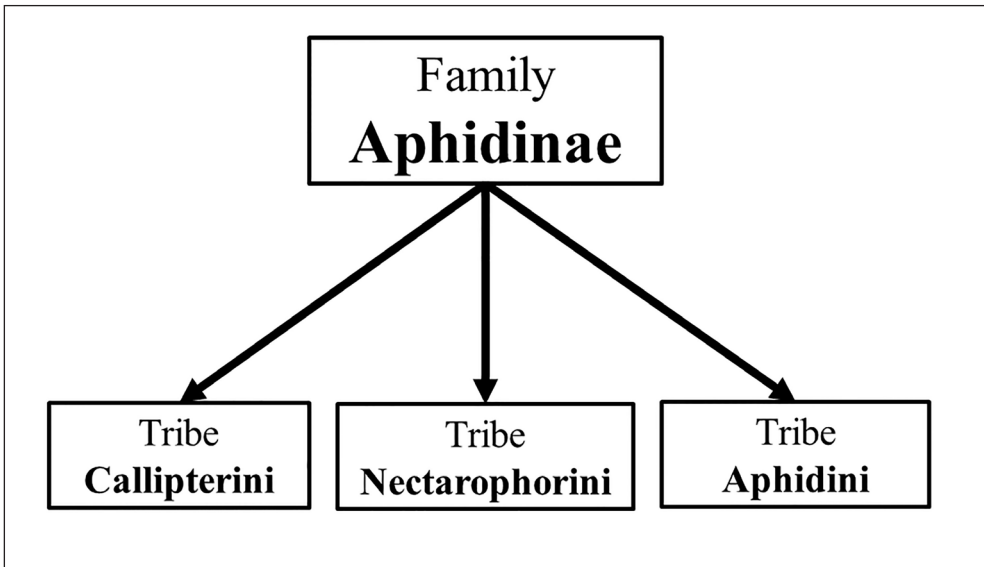 Family
Aphidinae
Tribe
Callipterini
Tribe
Nectarophorini
Tribe
Aphidini